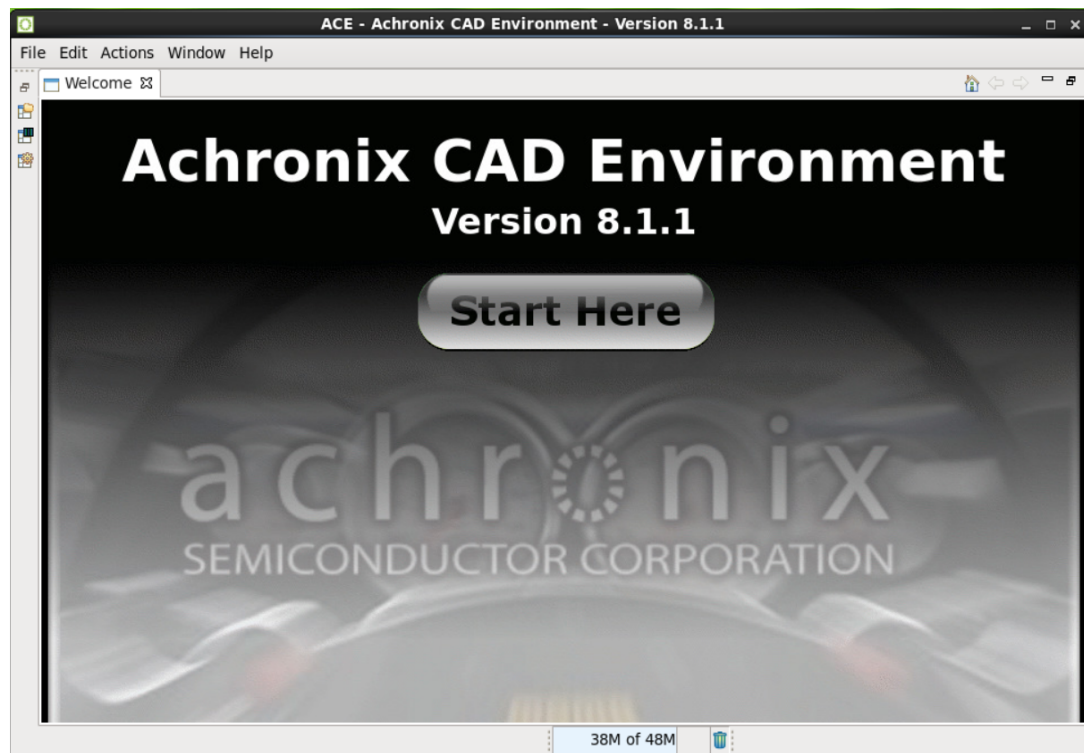 ACE - Achronix CAD Environment - Version 8.1.1
File Edit Actions Window Help
Welcome
Achronix CAD Environment
Version 8.1.1
Start Here
achronix
SEMICONDUCTOR CORPORATION
38M of 48M